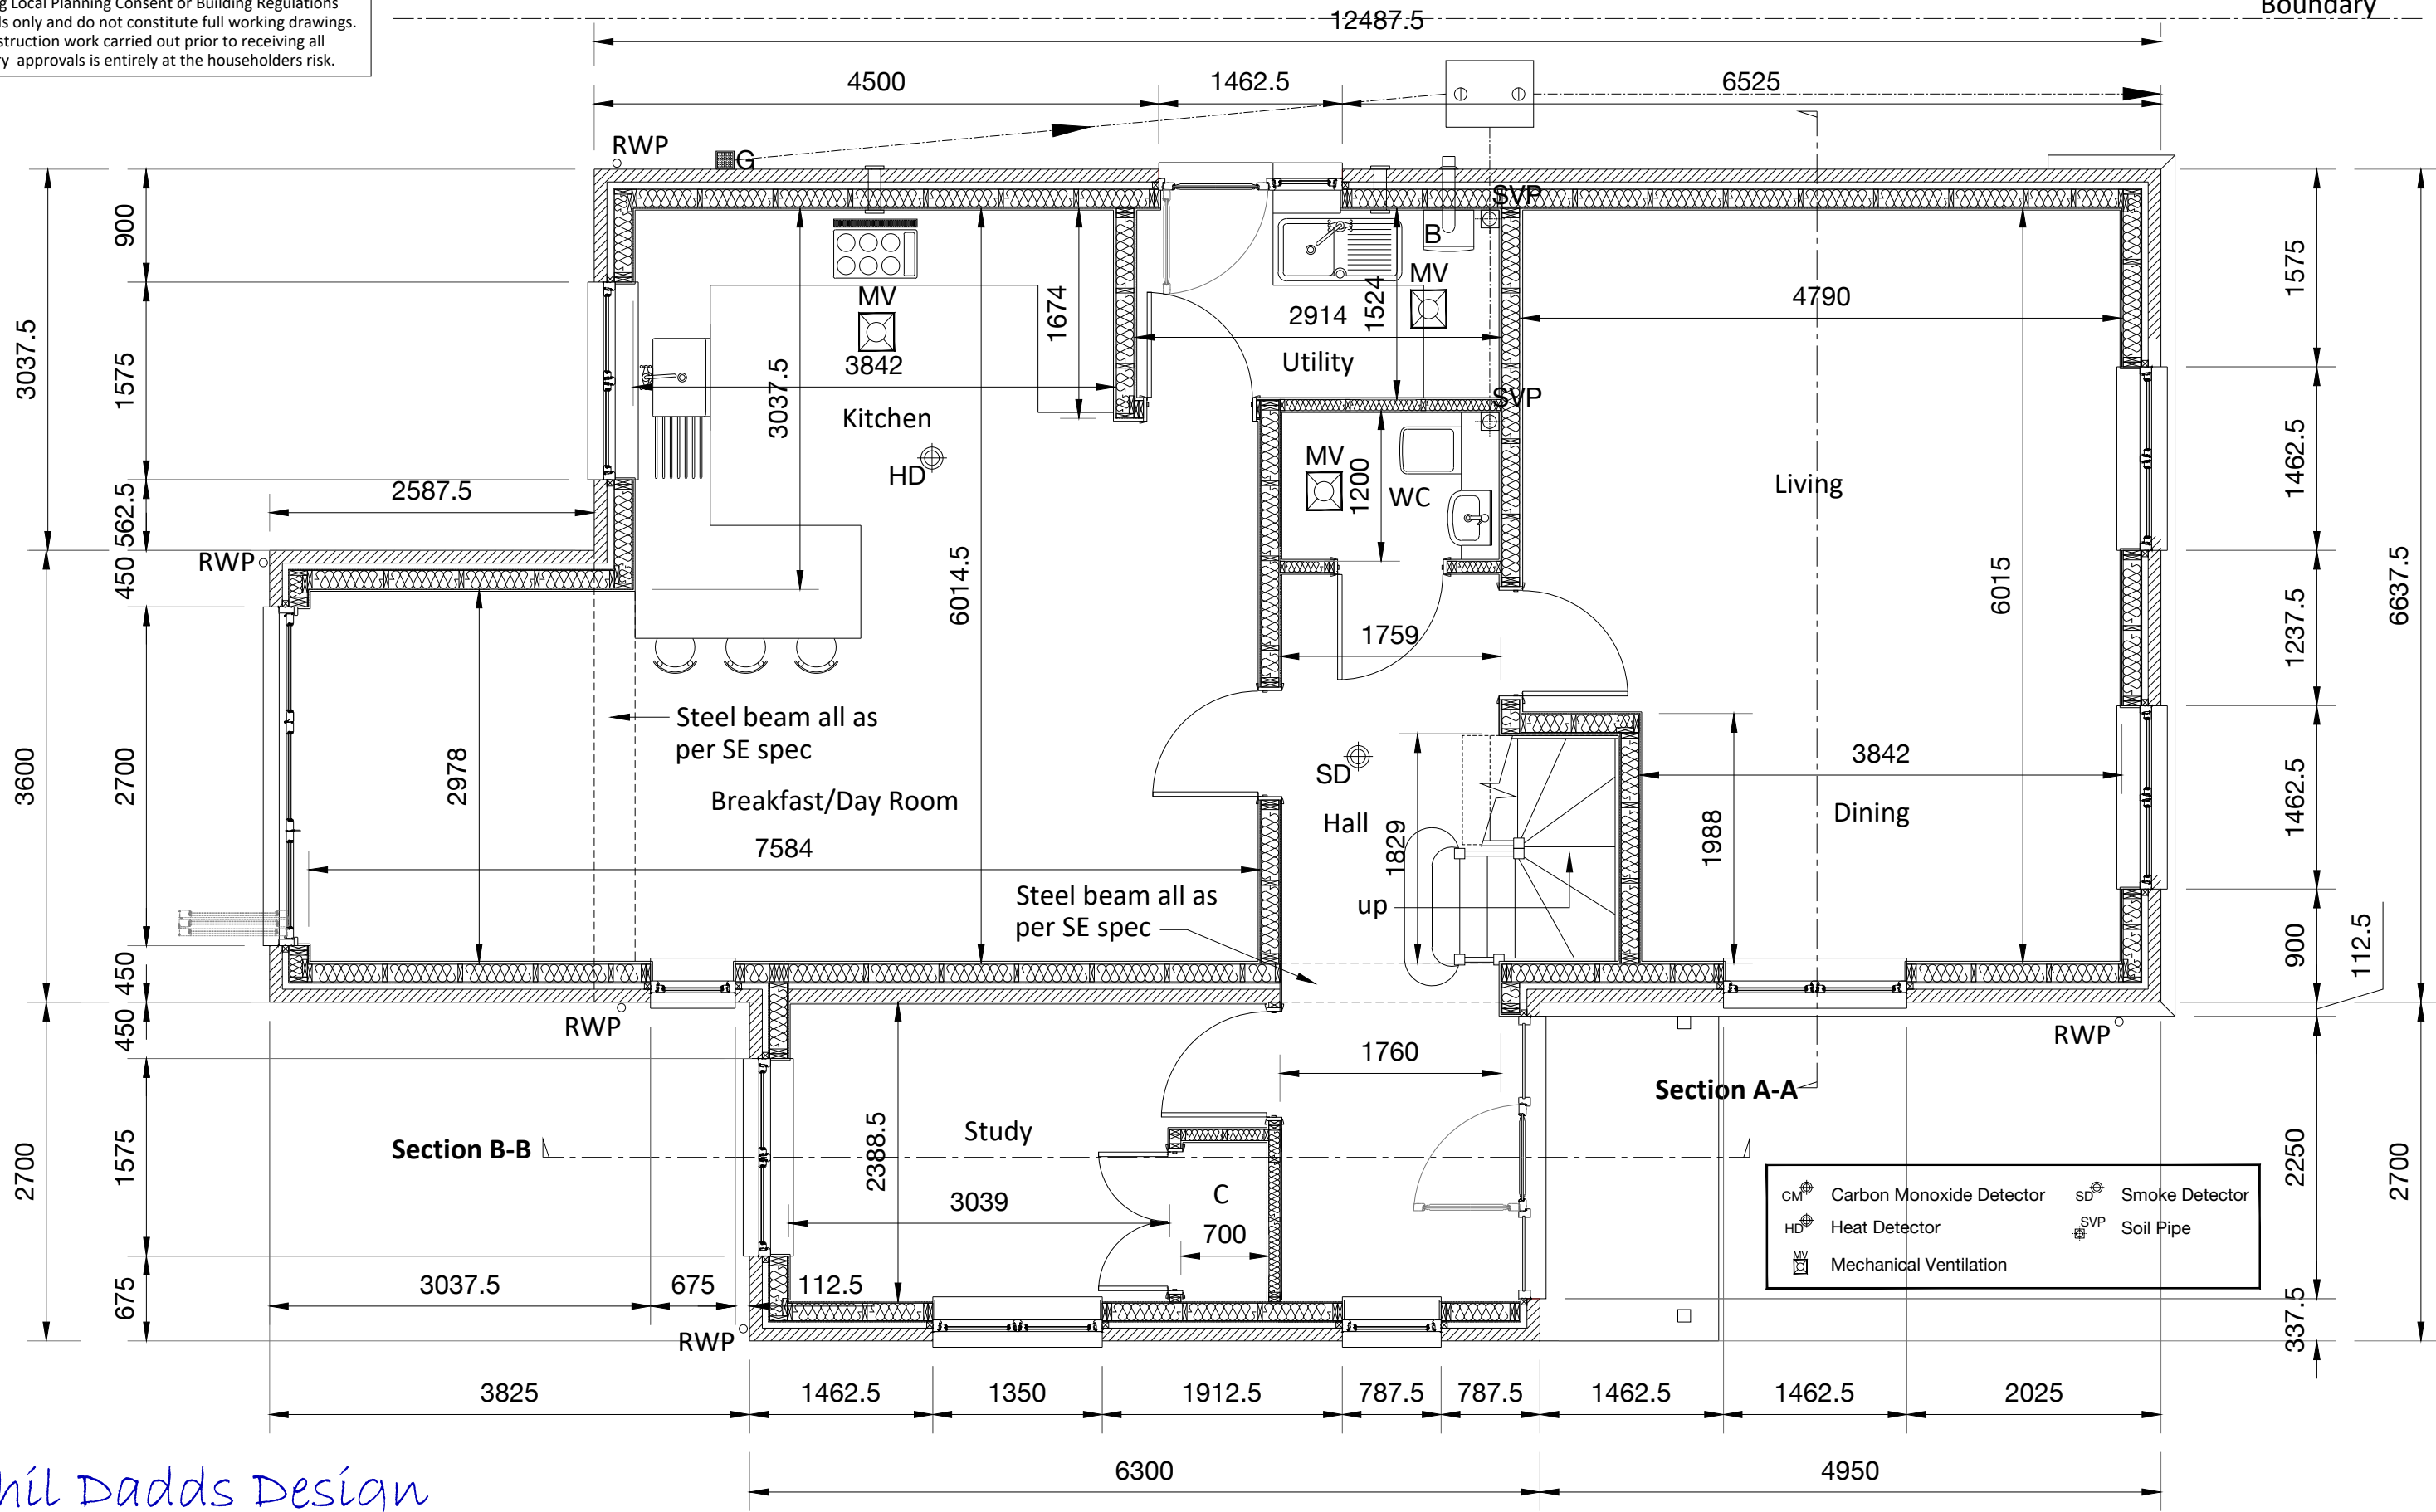 g Local Planning Consent or Building Regulations
ls only and do not constitute full working drawings.
struction work carried out prior to receiving all
ry approvals is entirely at the householders risk.
Boundary
12487.5
4500
1462.5
6525
RWP
G
SVP
B
MV
900
1575
562.5
3037.5
2587.5
RWP
450
2700
3600
450
450
1575
675
2700
3037.5
3842
MV
Kitchen
HD
1674
6014.5
2914
1524
Utility
MV
SVP
MV
1200
WC
1759
4790
Living
6015
1575
1462.5
1237.5
1462.5
900
112.5
6637.5
Steel beam all as
per SE spec
2978
Breakfast/Day Room
7584
Steel beam all as
per SE spec
SD
Hall
1829
up
1988
3842
Dining
RWP
RWP
1760
Section A-A
Section B-B
Study
2388.5
3039
C
700
3037.5
675
112.5
RWP
CM Carbon Monoxide Detector
SD Smoke Detector
HD Heat Detector
SVP Soil Pipe
MV Mechanical Ventilation
2250
2700
337.5
3825
1462.5
1350
1912.5
787.5
787.5
1462.5
1462.5
2025
6300
4950
hil Dadds Design